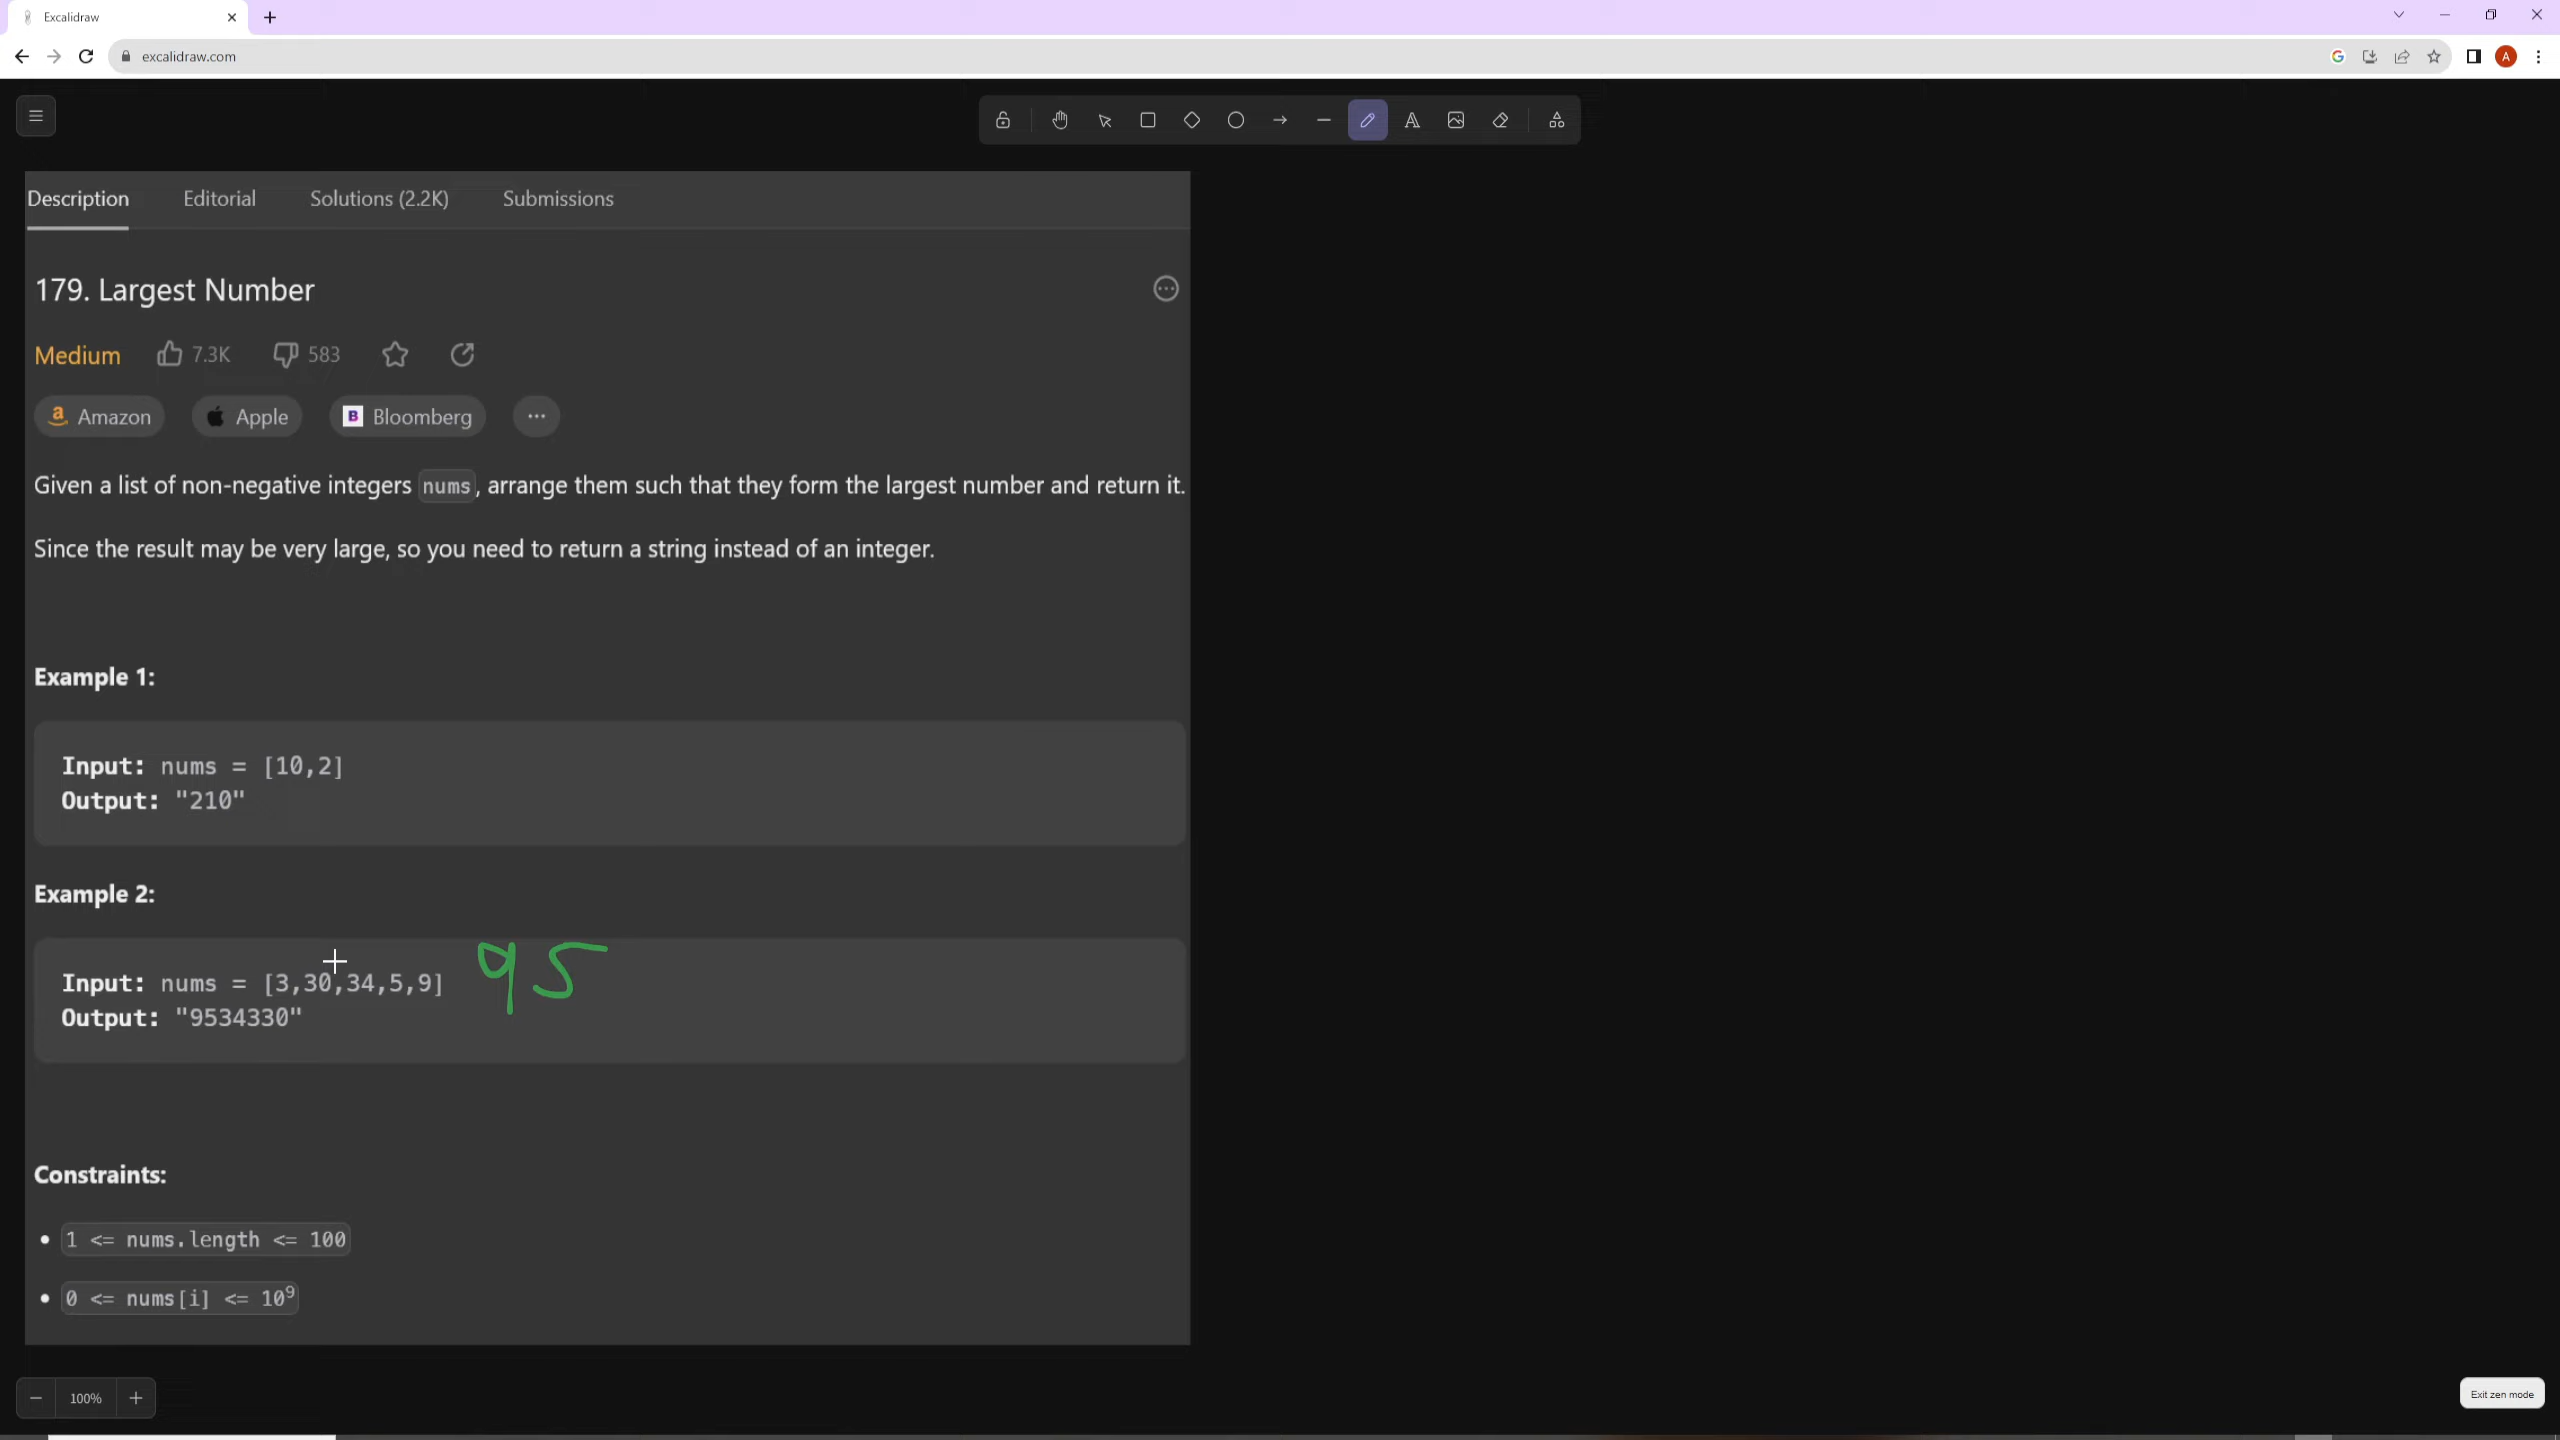 Excalidraw
excalidraw.com
A
Description Editorial Solutions (2.2K) Submissions
179. Largest Number
Medium 7.3K 583
Amazon Apple B Bloomberg ...
Given a list of non-negative integers nums, arrange them such that they form the largest number and return it.
Since the result may be very large, so you need to return a string instead of an integer.
Example 1:
Input: nums = [10,2]
Output: "210"
Example 2:
Input: nums = [3,30,34,5,9] 95
Output: "9534330"
Constraints:
• 1 <= nums.length <= 100
• 0 <= nums[i] <= 10⁹
100%
Exit zen mode